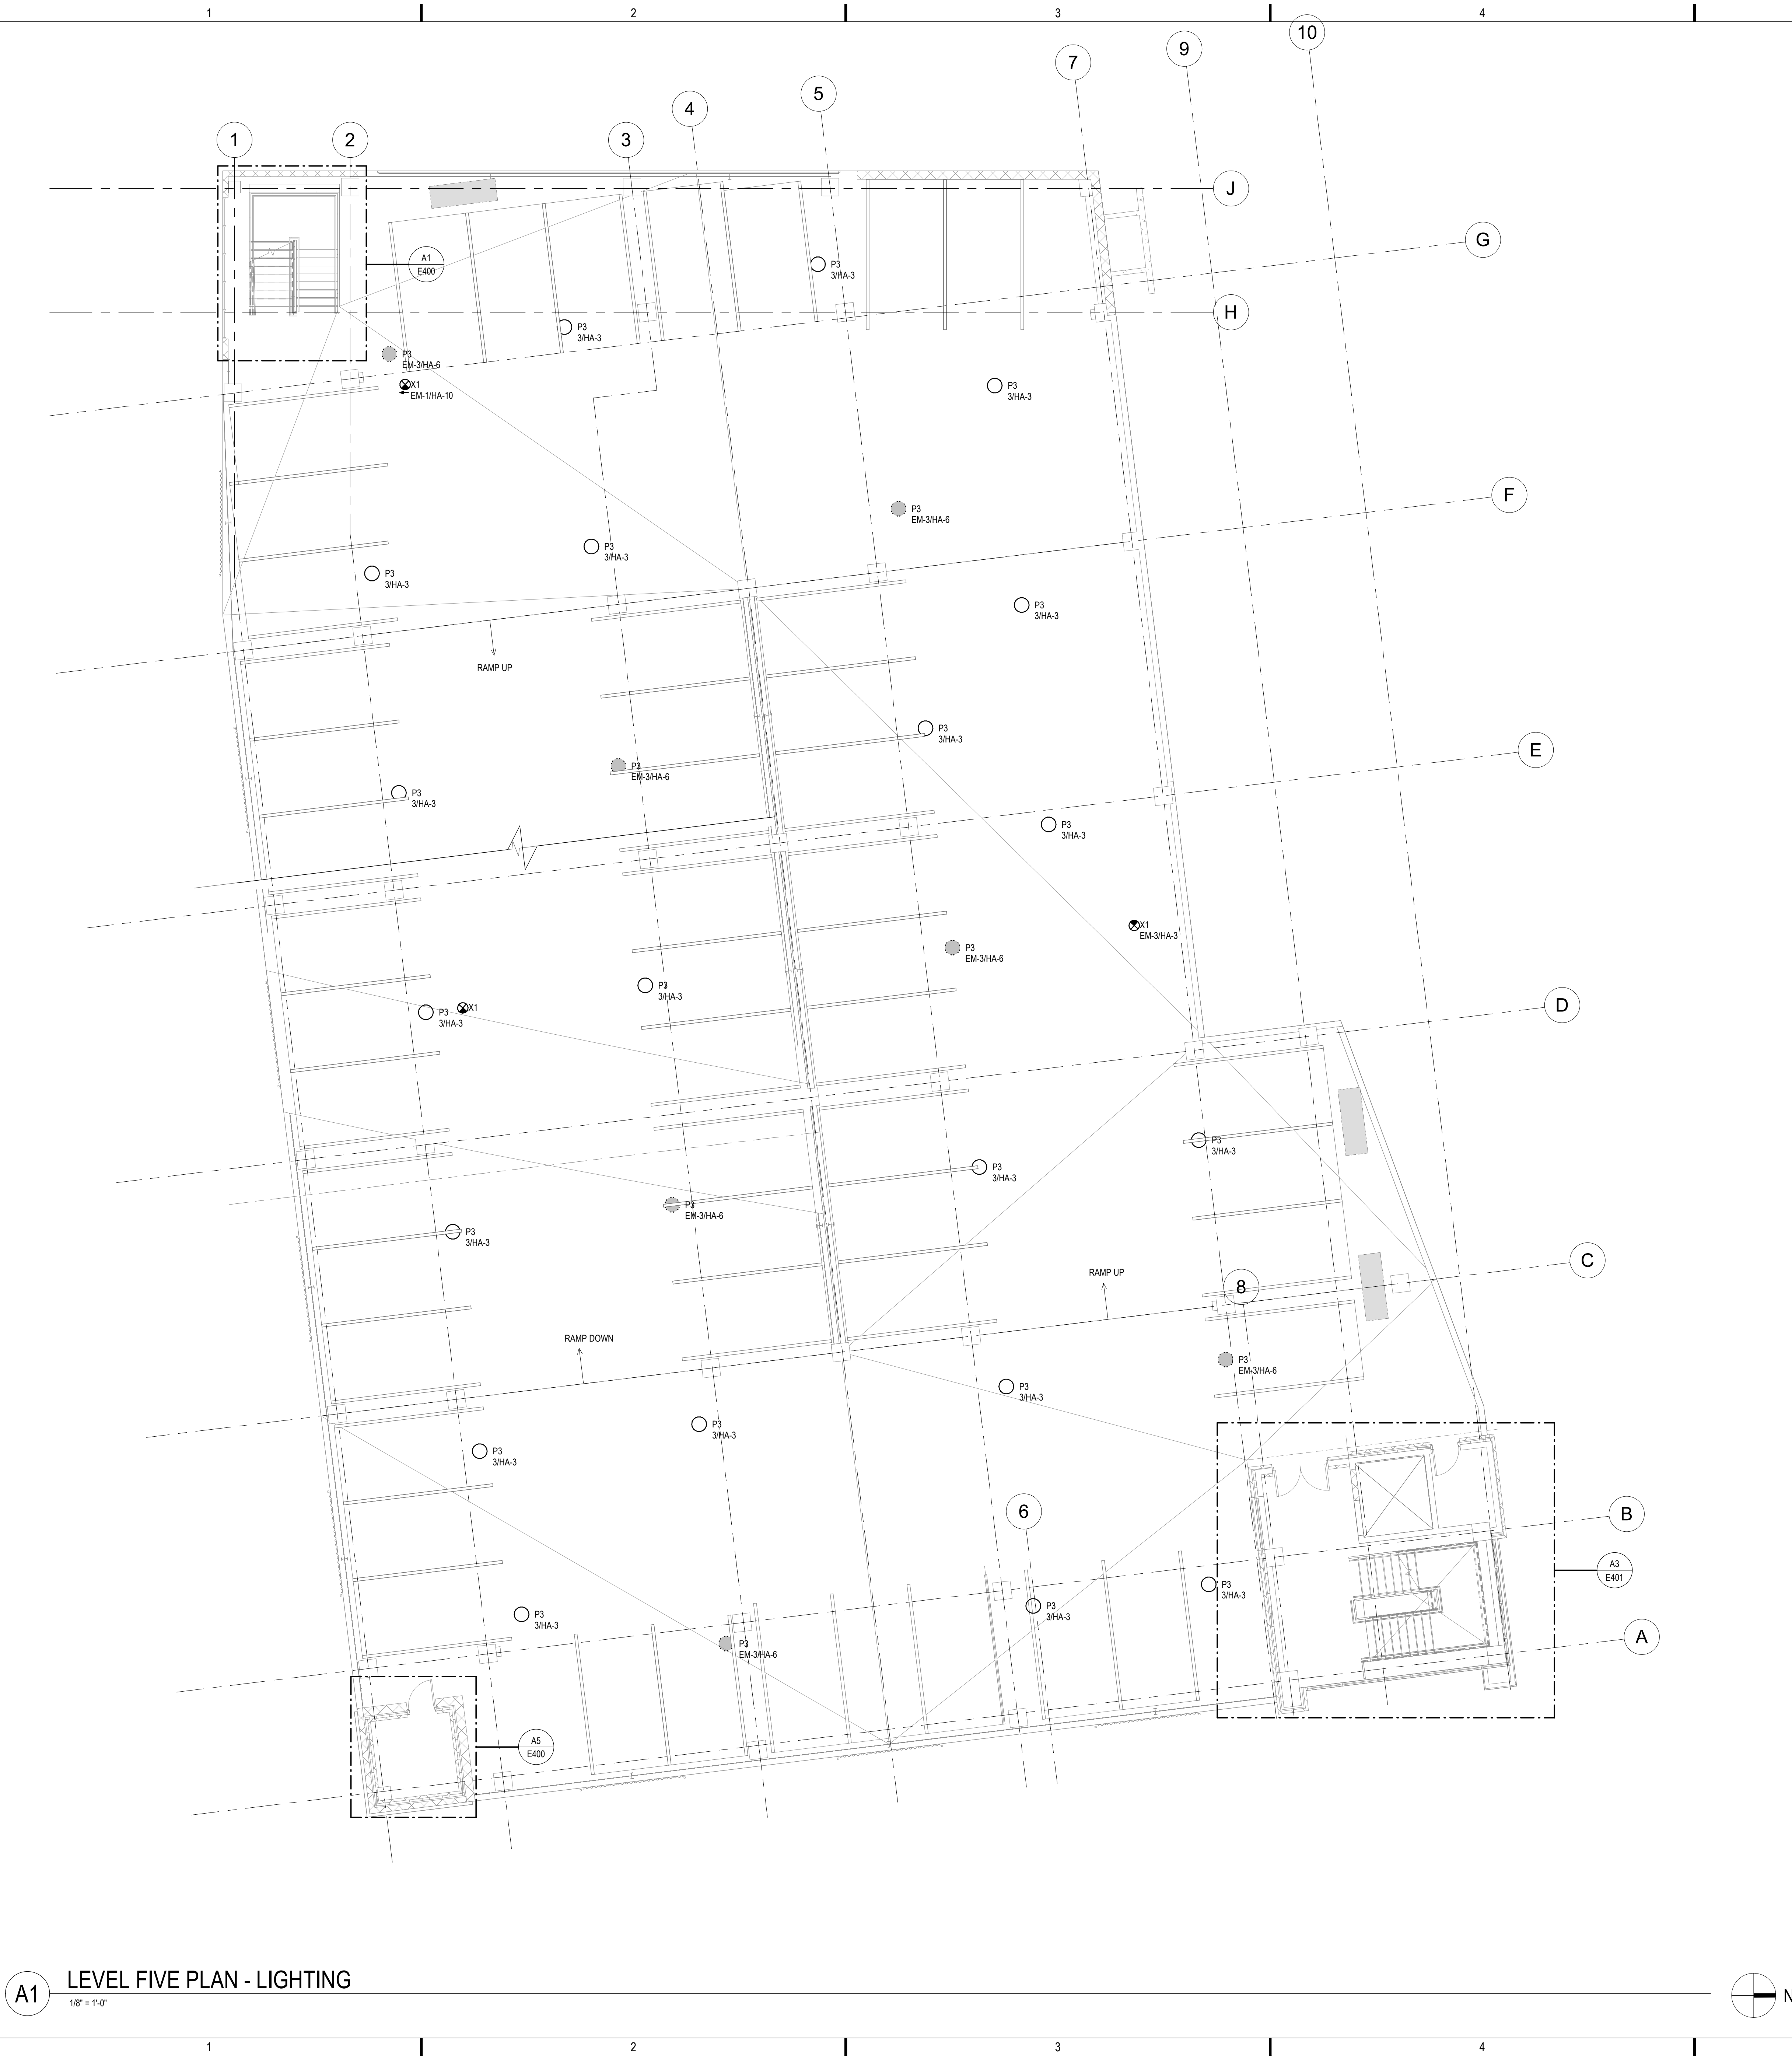 1 2 3 4
10
9
7
5
4
1 2 3
J
G
A1
E400
P3
3/HA-3
H
P3
3/HA-3
P3
EM-3/HA-6
X1
EM-1/HA-10
P3
3/HA-3
F
P3
EM-3/HA-6
P3
3/HA-3
P3
3/HA-3
P3
3/HA-3
RAMP UP
P3
3/HA-3
E
P3
EM-3/HA-6
P3
3/HA-3
P3
3/HA-3
X1
EM-3/HA-3
P3
EM-3/HA-6
P3
3/HA-3
X1
P3
3/HA-3
D
P3
3/HA-3
P3
3/HA-3
P3
EM-3/HA-6
P3
3/HA-3
C
RAMP UP
8
RAMP DOWN
P3
EM-3/HA-6
P3
3/HA-3
P3
3/HA-3
P3
3/HA-3
6
B
A3
E401
P3
3/HA-3
P3
3/HA-3
P3
3/HA-3
A
P3
EM-3/HA-6
A5
E400
A1
LEVEL FIVE PLAN - LIGHTING
1/8" = 1'-0"
N
1 2 3 4